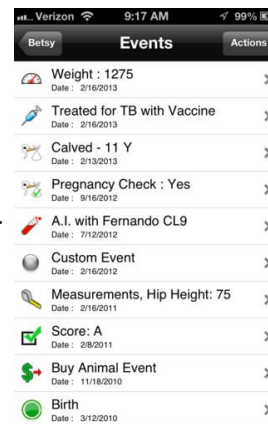 Verizon 9:17 AM 99%
Betsy Events Actions
Weight : 1275
Date : 2/16/2013
Treated for TB with Vaccine
Date : 2/16/2013
Calved - 11 Y
Date : 2/13/2013
Pregnancy Check : Yes
Date : 9/16/2012
A.I. with Fernando CL9
Date : 7/12/2012
Custom Event
Date : 2/16/2012
Measurements, Hip Height: 75
Date : 2/16/2011
Score: A
Date : 2/8/2011
Buy Animal Event
Date : 11/18/2010
Birth
Date : 3/12/2010